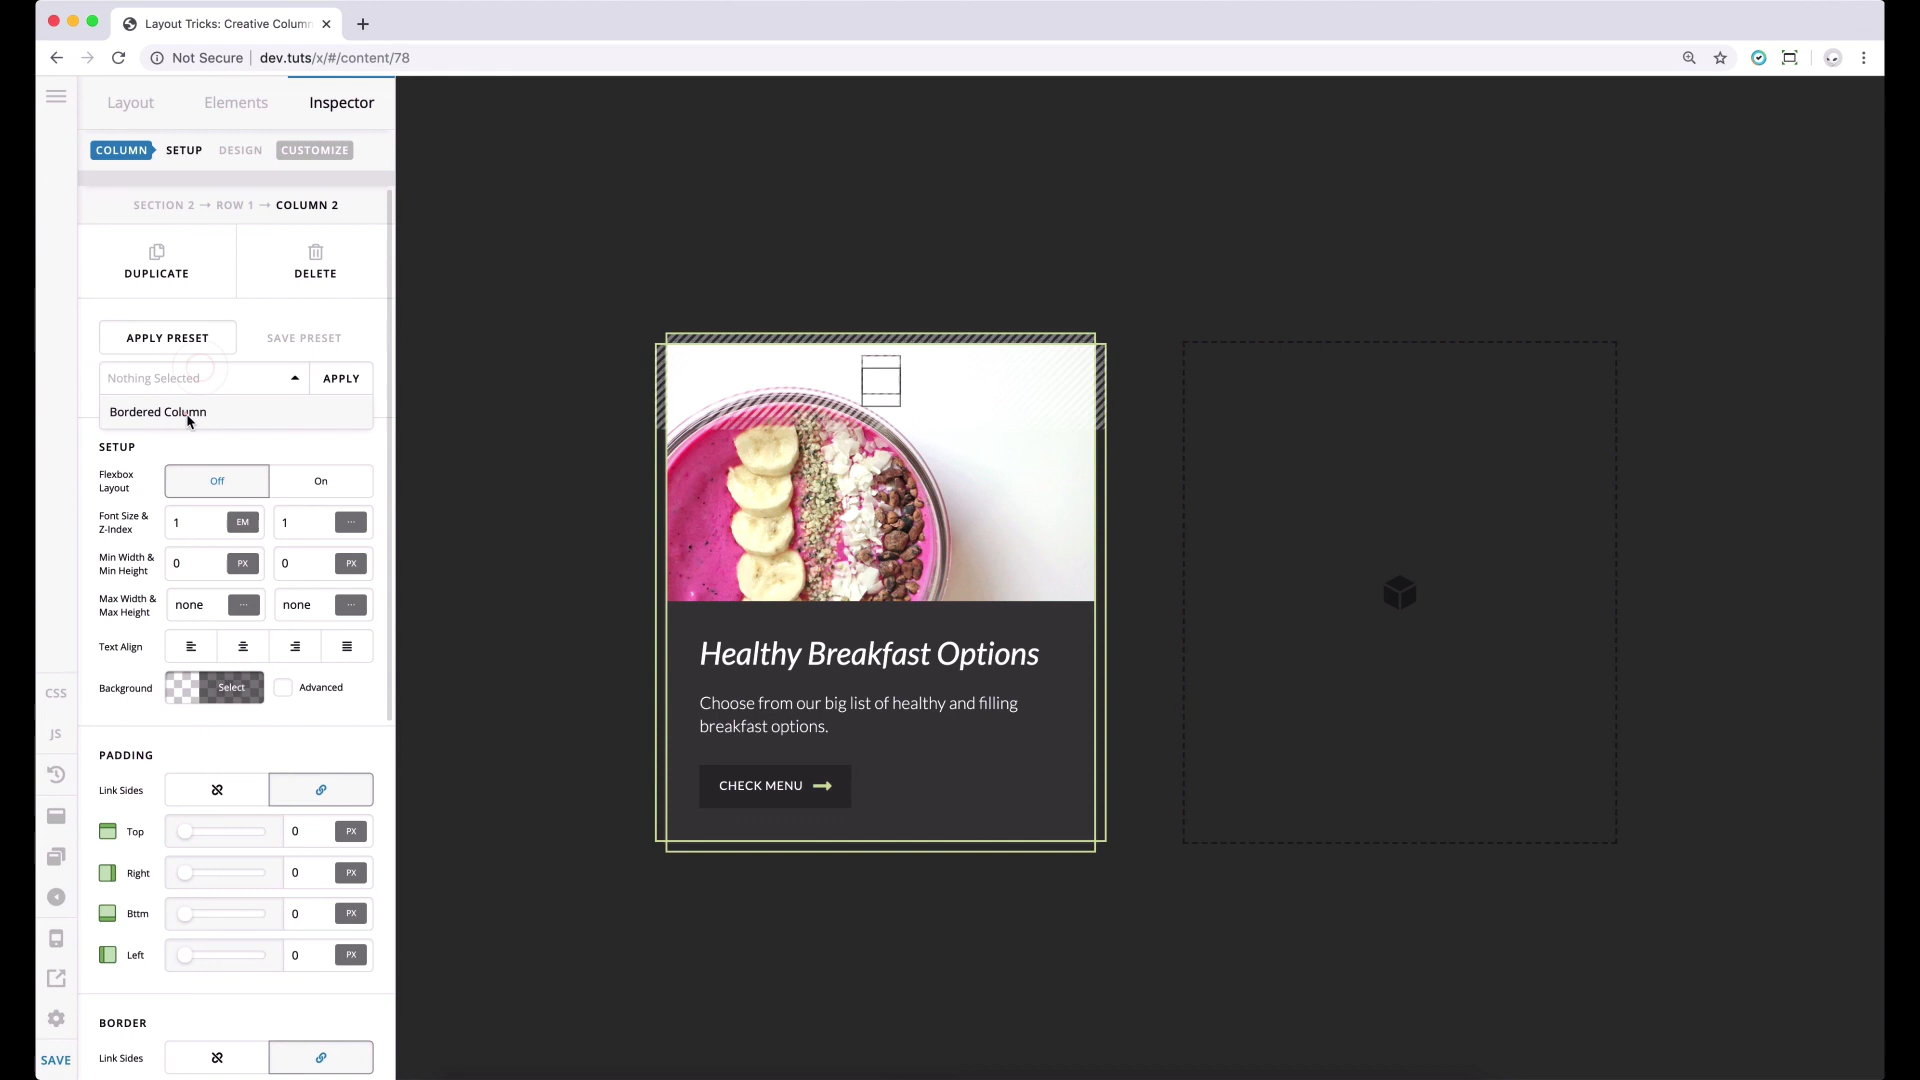 Layout Tricks: Creative Column
Not Secure | dev.tuts/x/#/content/78
Layout Elements Inspector
COLUMN SETUP DESIGN CUSTOMIZE
SECTION 2 → ROW 1 → COLUMN 2
DUPLICATE DELETE
APPLY PRESET SAVE PRESET
Nothing Selected APPLY
Bordered Column
SETUP
Flexbox
Layout
Off On
Font Size &
Z-Index
1 EM 1 ...
Min Width &
Min Height
0 PX 0 PX
Max Width &
Max Height
none ... none ...
Text Align
Background Select Advanced
PADDING
Link Sides
Top 0 PX
Right 0 PX
Bttm 0 PX
Left 0 PX
BORDER
Link Sides
CSS
JS
SAVE
Healthy Breakfast Options
Choose from our big list of healthy and filling
breakfast options.
CHECK MENU